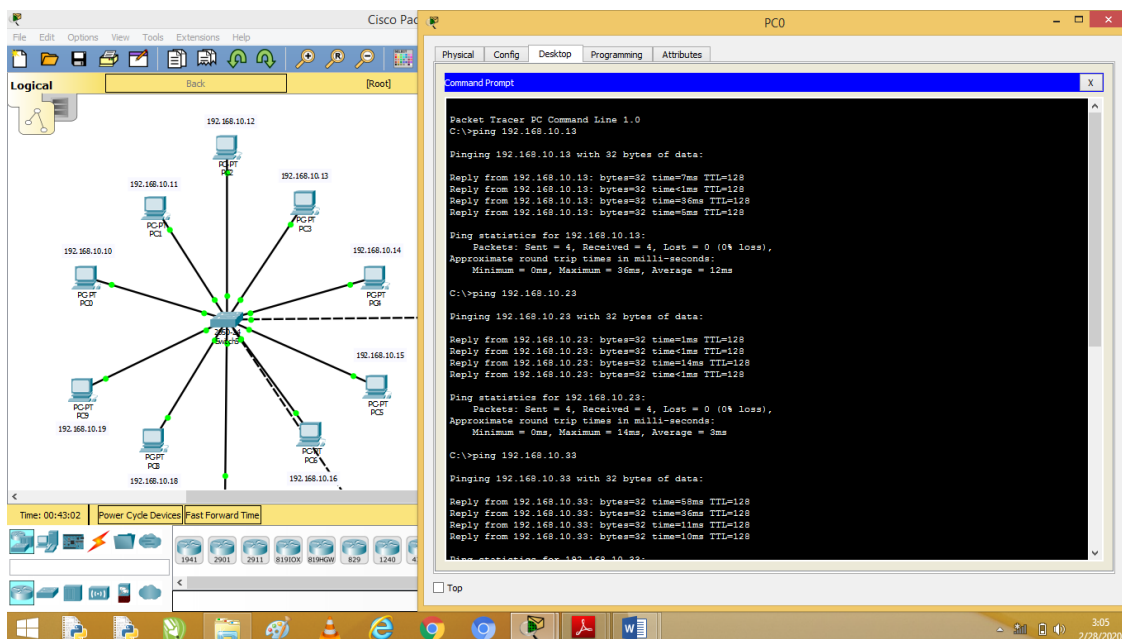 Cisco Pac
File Edit Options View Tools Extensions Help
Logical
Back
[Root]
192.168.10.12
PC-PT
PC2
192.168.10.11
PC-PT
PC1
192.168.10.13
PC-PT
PC3
192.168.10.10
PC-PT
PC0
192.168.10.14
PC-PT
PC4
2960-24
192.168.10.15
PC-PT
PC5
PC-PT
PC9
192.168.10.19
PC-PT
PC8
192.168.10.18
PC-PT
PC6
192.168.10.16
Time: 00:43:02
Power Cycle Devices
Fast Forward Time
1941 2901 2911 819IOX 819HGW 829 1240
PC0
Physical Config Desktop Programming Attributes
Command Prompt
X
Packet Tracer PC Command Line 1.0
C:\>ping 192.168.10.13
Pinging 192.168.10.13 with 32 bytes of data:
Reply from 192.168.10.13: bytes=32 time=7ms TTL=128
Reply from 192.168.10.13: bytes=32 time<1ms TTL=128
Reply from 192.168.10.13: bytes=32 time=36ms TTL=128
Reply from 192.168.10.13: bytes=32 time=5ms TTL=128
Ping statistics for 192.168.10.13:
Packets: Sent = 4, Received = 4, Lost = 0 (0% loss),
Approximate round trip times in milli-seconds:
Minimum = 0ms, Maximum = 36ms, Average = 12ms
C:\>ping 192.168.10.23
Pinging 192.168.10.23 with 32 bytes of data:
Reply from 192.168.10.23: bytes=32 time=1ms TTL=128
Reply from 192.168.10.23: bytes=32 time<1ms TTL=128
Reply from 192.168.10.23: bytes=32 time=14ms TTL=128
Reply from 192.168.10.23: bytes=32 time<1ms TTL=128
Ping statistics for 192.168.10.23:
Packets: Sent = 4, Received = 4, Lost = 0 (0% loss),
Approximate round trip times in milli-seconds:
Minimum = 0ms, Maximum = 14ms, Average = 3ms
C:\>ping 192.168.10.33
Pinging 192.168.10.33 with 32 bytes of data:
Reply from 192.168.10.33: bytes=32 time=58ms TTL=128
Reply from 192.168.10.33: bytes=32 time=36ms TTL=128
Reply from 192.168.10.33: bytes=32 time=11ms TTL=128
Reply from 192.168.10.33: bytes=32 time=10ms TTL=128
Ping statistics for 192.168.10.33:
Top
3:05
2/28/2020